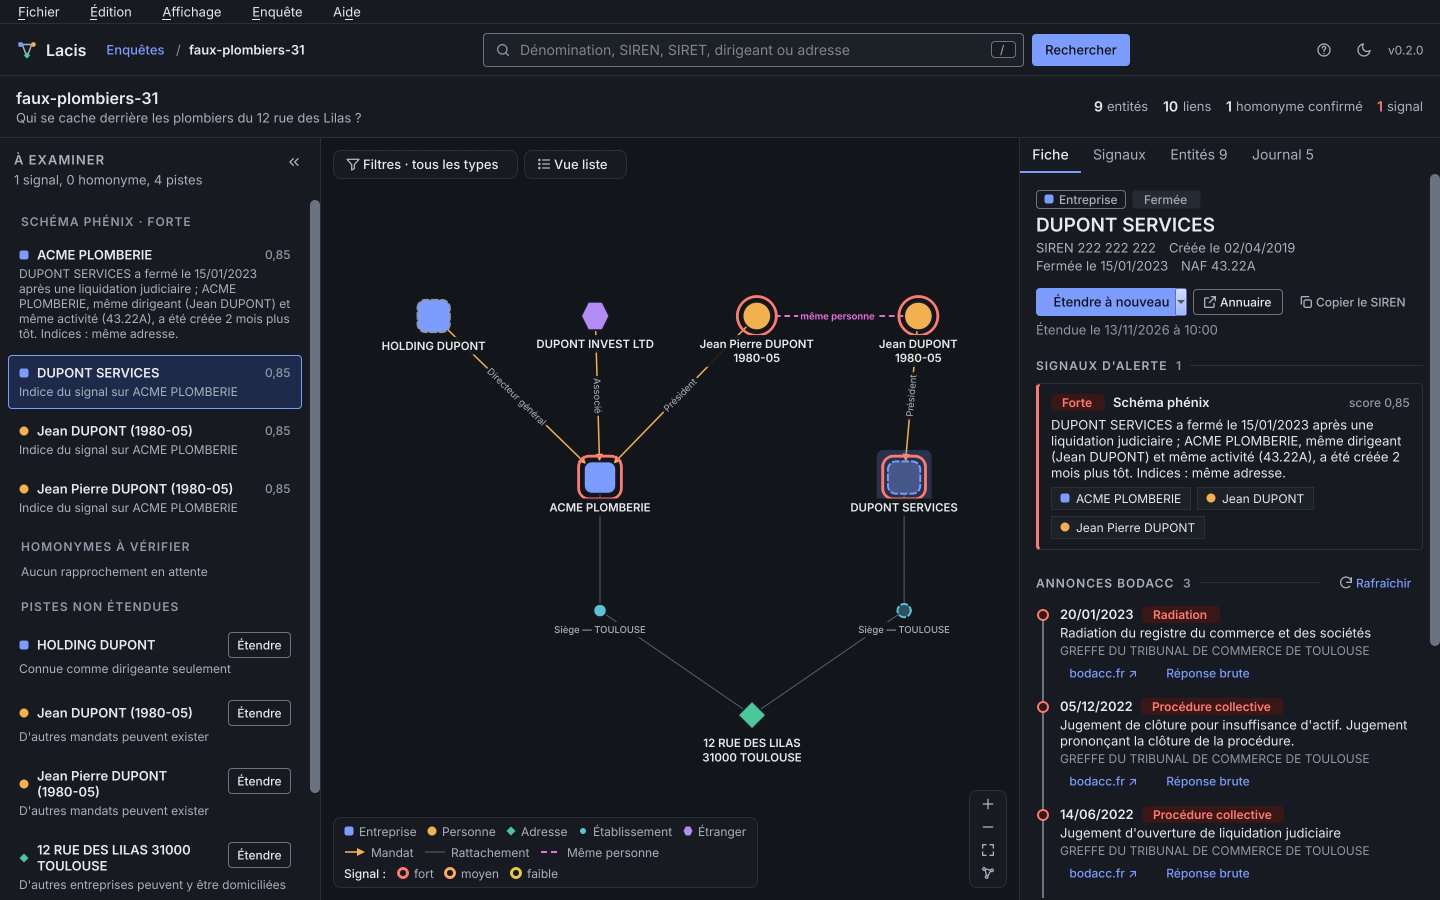 Fichier Édition Affichage Enquête Aide
Lacis Enquêtes / faux-plombiers-31
Dénomination, SIREN, SIRET, dirigeant ou adresse /
Rechercher
v0.2.0
faux-plombiers-31
Qui se cache derrière les plombiers du 12 rue des Lilas ?
9 entités 10 liens 1 homonyme confirmé 1 signal
À EXAMINER
1 signal, 0 homonyme, 4 pistes
SCHÉMA PHÉNIX · FORTE
ACME PLOMBERIE 0,85
DUPONT SERVICES a fermé le 15/01/2023
après une liquidation judiciaire ; ACME
PLOMBERIE, même dirigeant (Jean DUPONT) et
même activité (43.22A), a été créée 2 mois plus
tôt. Indices : même adresse.
DUPONT SERVICES 0,85
Indice du signal sur ACME PLOMBERIE
Jean DUPONT (1980-05) 0,85
Indice du signal sur ACME PLOMBERIE
Jean Pierre DUPONT (1980-05) 0,85
Indice du signal sur ACME PLOMBERIE
HOMONYMES À VÉRIFIER
Aucun rapprochement en attente
PISTES NON ÉTENDUES
HOLDING DUPONT Étendre
Connue comme dirigeante seulement
Jean DUPONT (1980-05) Étendre
D'autres mandats peuvent exister
Jean Pierre DUPONT
(1980-05)
Étendre
D'autres mandats peuvent exister
12 RUE DES LILAS 31000
TOULOUSE
Étendre
D'autres entreprises peuvent y être domiciliées
Filtres · tous les types Vue liste
même personne
HOLDING DUPONT
DUPONT INVEST LTD
Jean Pierre DUPONT
1980-05
Jean DUPONT
1980-05
Directeur général
Associé
Président
Président
ACME PLOMBERIE
DUPONT SERVICES
Siège — TOULOUSE
Siège — TOULOUSE
12 RUE DES LILAS
31000 TOULOUSE
Entreprise Personne Adresse Établissement Étranger
Mandat Rattachement Même personne
Signal : fort moyen faible
Fiche Signaux Entités 9 Journal 5
Entreprise Fermée
DUPONT SERVICES
SIREN 222 222 222 Créée le 02/04/2019
Fermée le 15/01/2023 NAF 43.22A
Étendre à nouveau Annuaire Copier le SIREN
Étendue le 13/11/2026 à 10:00
SIGNAUX D'ALERTE 1
Forte Schéma phénix score 0,85
DUPONT SERVICES a fermé le 15/01/2023 après une
liquidation judiciaire ; ACME PLOMBERIE, même dirigeant
(Jean DUPONT) et même activité (43.22A), a été créée 2
mois plus tôt. Indices : même adresse.
ACME PLOMBERIE Jean DUPONT
Jean Pierre DUPONT
ANNONCES BODACC 3 Rafraîchir
20/01/2023 Radiation
Radiation du registre du commerce et des sociétés
GREFFE DU TRIBUNAL DE COMMERCE DE TOULOUSE
bodacc.fr ↗ Réponse brute
05/12/2022 Procédure collective
Jugement de clôture pour insuffisance d'actif. Jugement
prononçant la clôture de la procédure.
GREFFE DU TRIBUNAL DE COMMERCE DE TOULOUSE
bodacc.fr ↗ Réponse brute
14/06/2022 Procédure collective
Jugement d'ouverture de liquidation judiciaire
GREFFE DU TRIBUNAL DE COMMERCE DE TOULOUSE
bodacc.fr ↗ Réponse brute